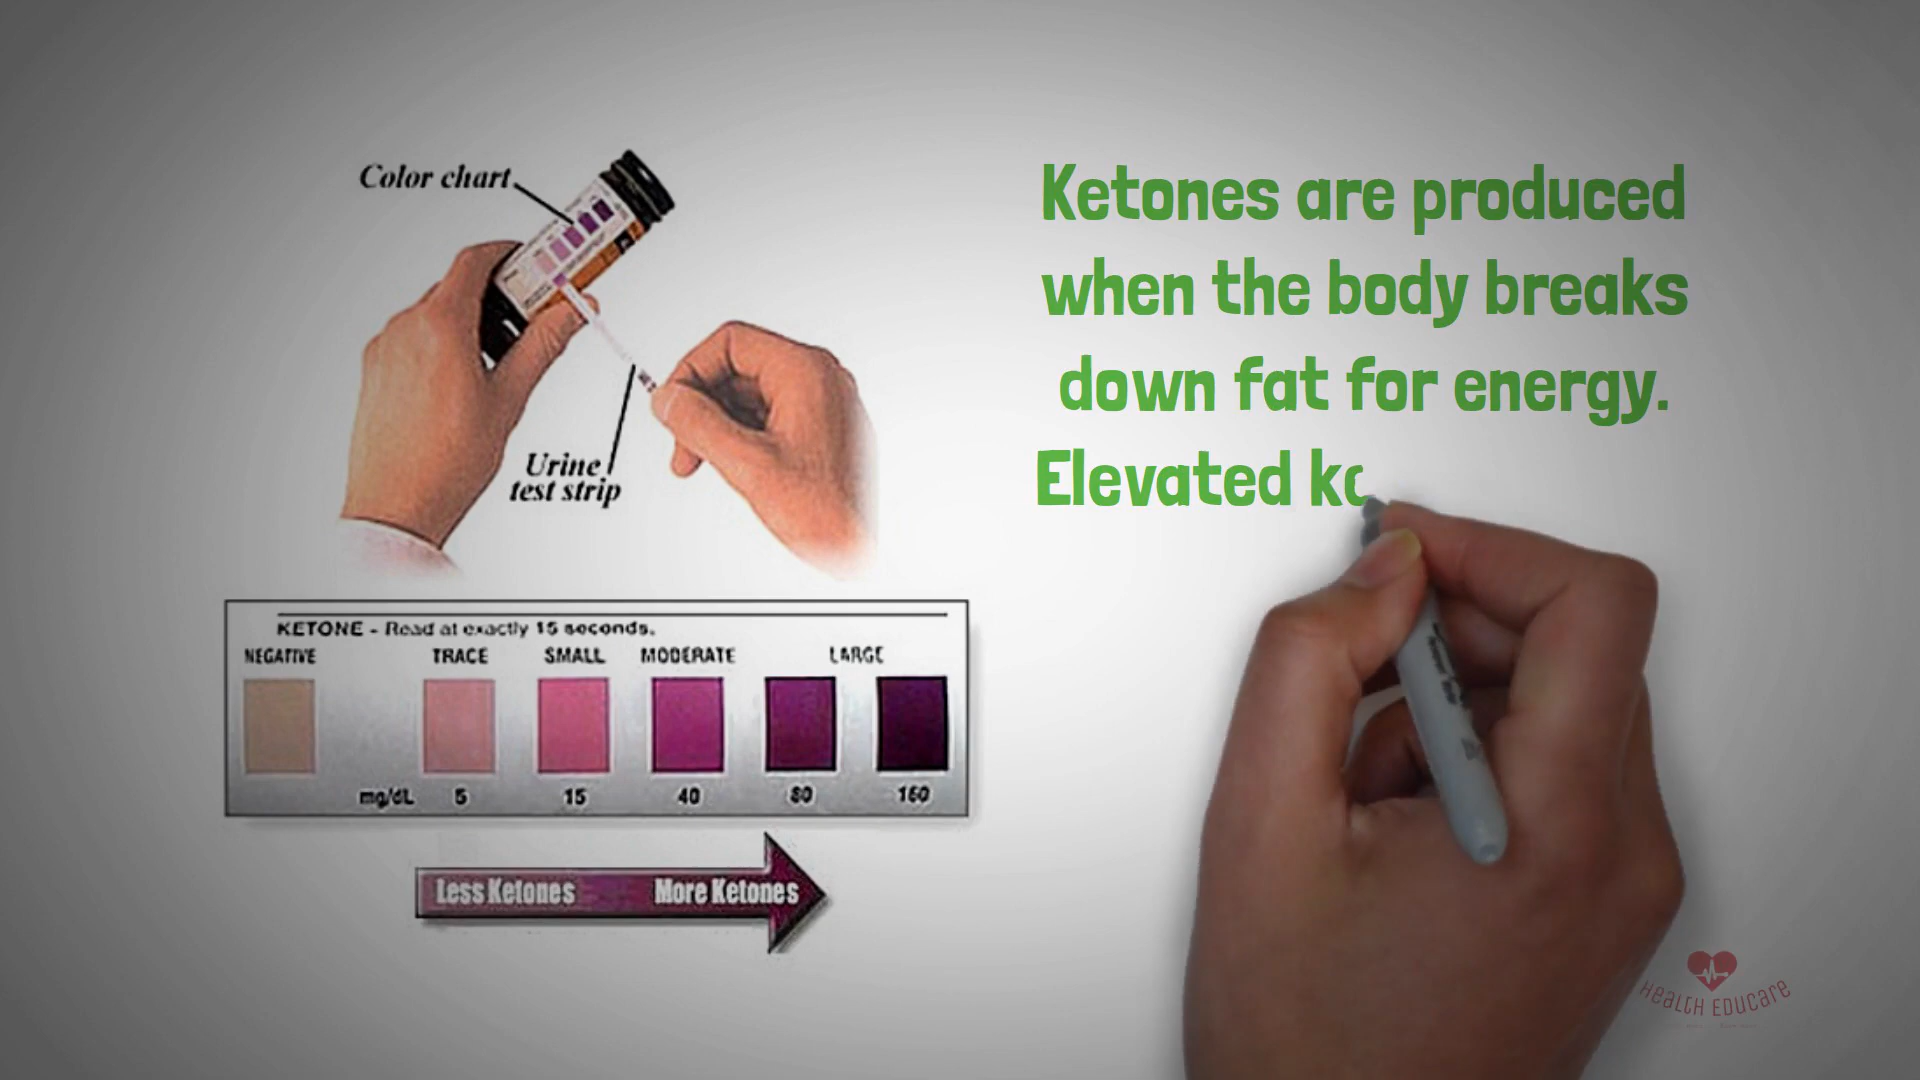 Color chart
Urine
test strip
KETONE - Read at exactly 15 seconds.
NEGATIVE TRACE SMALL MODERATE LARGE
mg/dL 5 15 40 80 160
Less Ketones More Ketones
Ketones are produced
when the body breaks
down fat for energy.
Elevated k
HEALTH EDUCARE